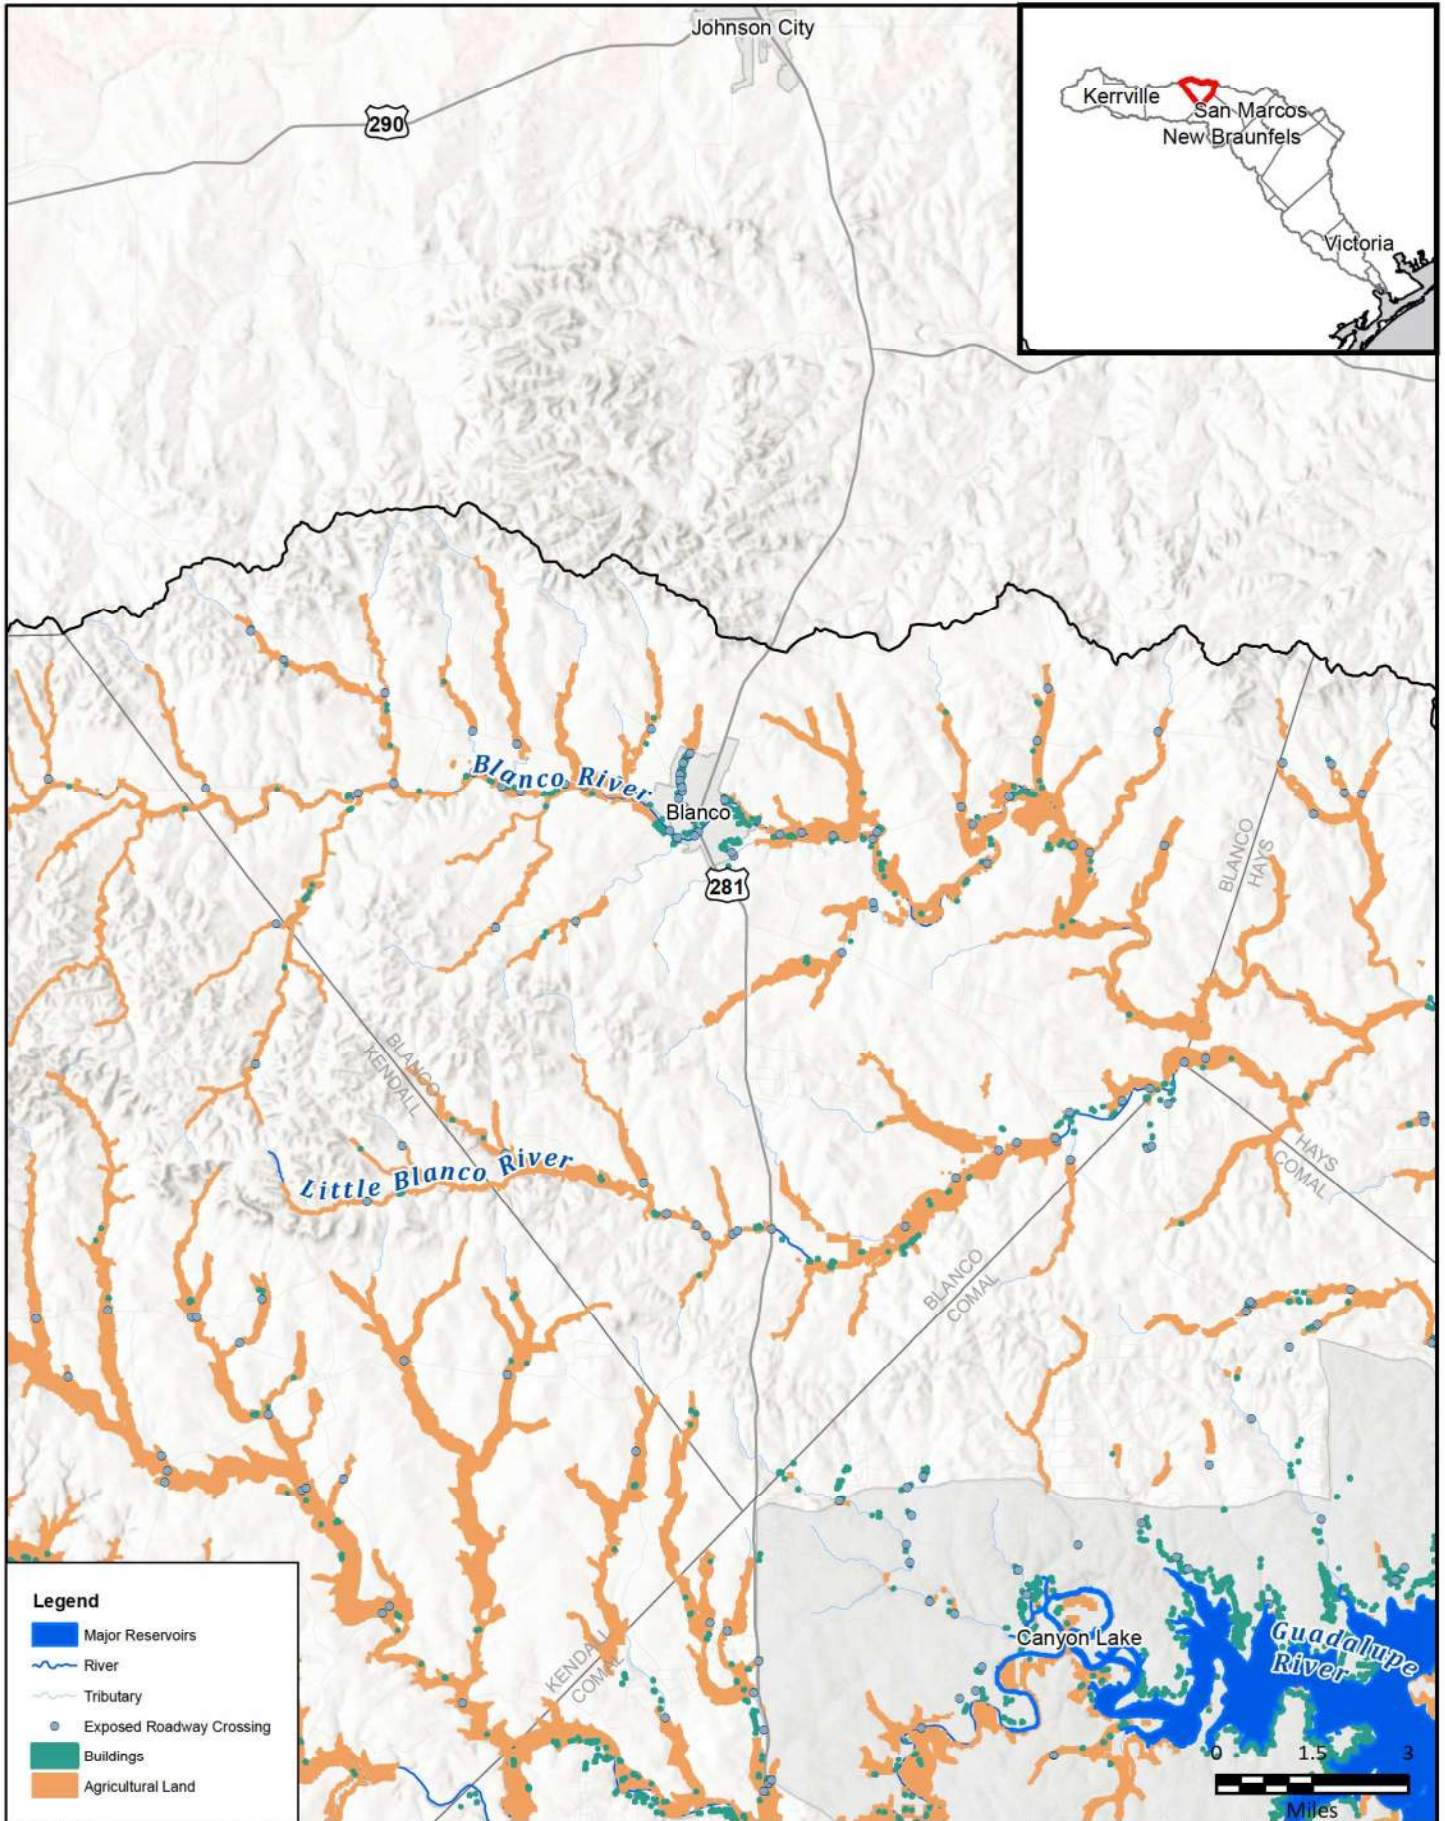 Johnson City
290
Kerrville
San Marcos
New Braunfels
Victoria
Blanco River
Blanco
281
BLANCO
HAYS
BLANCO
KENDALL
Little Blanco River
HAYS
COMAL
BLANCO
COMAL
KENDALL
COMAL
Canyon Lake
Guadalupe
River
Legend
Major Reservoirs
River
Tributary
Exposed Roadway Crossing
Buildings
Agricultural Land
0 1.5 3
Miles